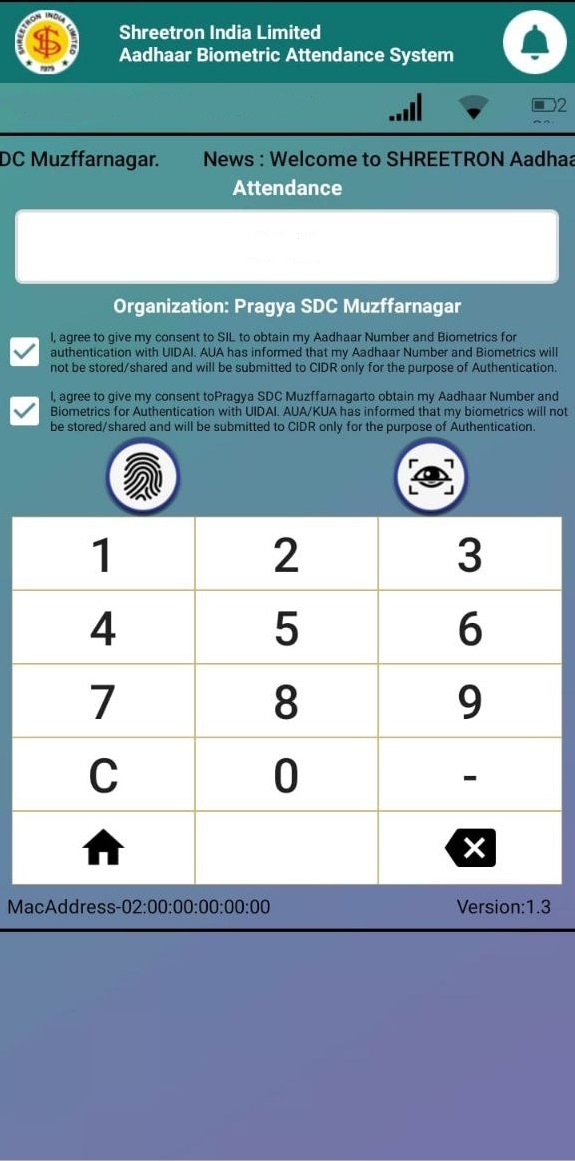 SHREETRON INDIA LIMITED
1979
Shreetron India Limited
Aadhaar Biometric Attendance System
2
DC Muzffarnagar. News : Welcome to SHREETRON Aadhaa
Attendance
Organization: Pragya SDC Muzffarnagar
I, agree to give my consent to SIL to obtain my Aadhaar Number and Biometrics for
authentication with UIDAI. AUA has informed that my Aadhaar Number and Biometrics will
not be stored/shared and will be submitted to CIDR only for the purpose of Authentication.
I, agree to give my consent toPragya SDC Muzffarnagarto obtain my Aadhaar Number and
Biometrics for Authentication with UIDAI. AUA/KUA has informed that my biometrics will not
be stored/shared and will be submitted to CIDR only for the purpose of Authentication.
1 2 3
4 5 6
7 8 9
C 0 -
MacAddress-02:00:00:00:00:00 Version:1.3